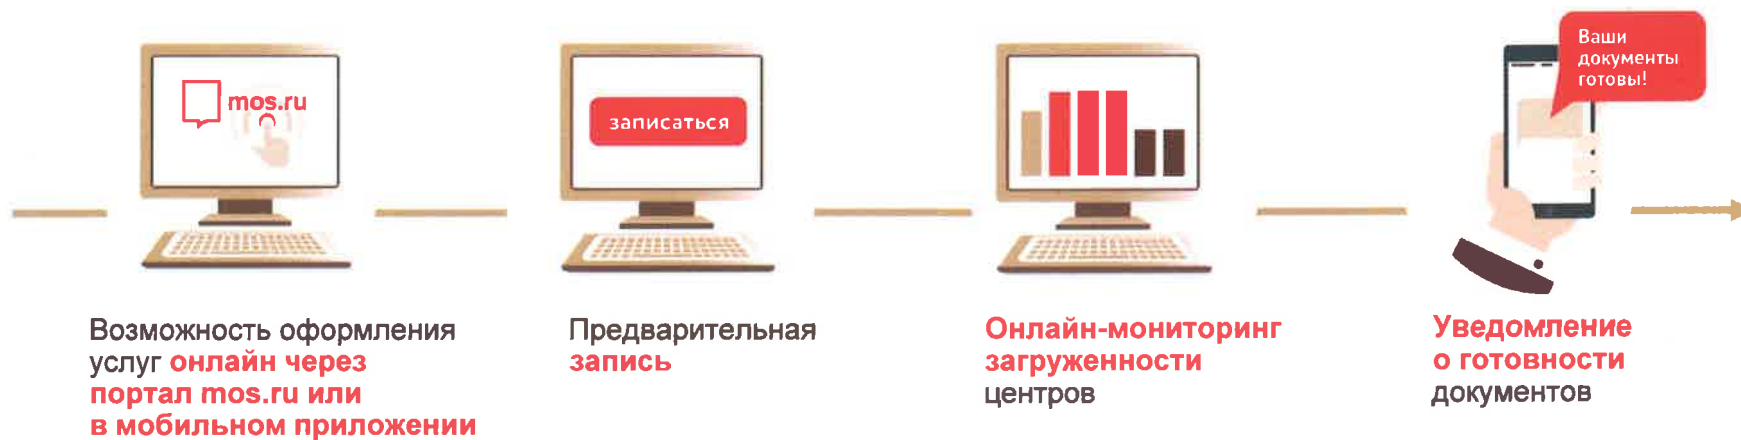 mos.ru
записаться
Ваши
документы
готовы!
Возможность оформления
услуг онлайн через
портал mos.ru или
в мобильном приложении
Предварительная
запись
Онлайн-мониторинг
загруженности
центров
Уведомление
о готовности
документов